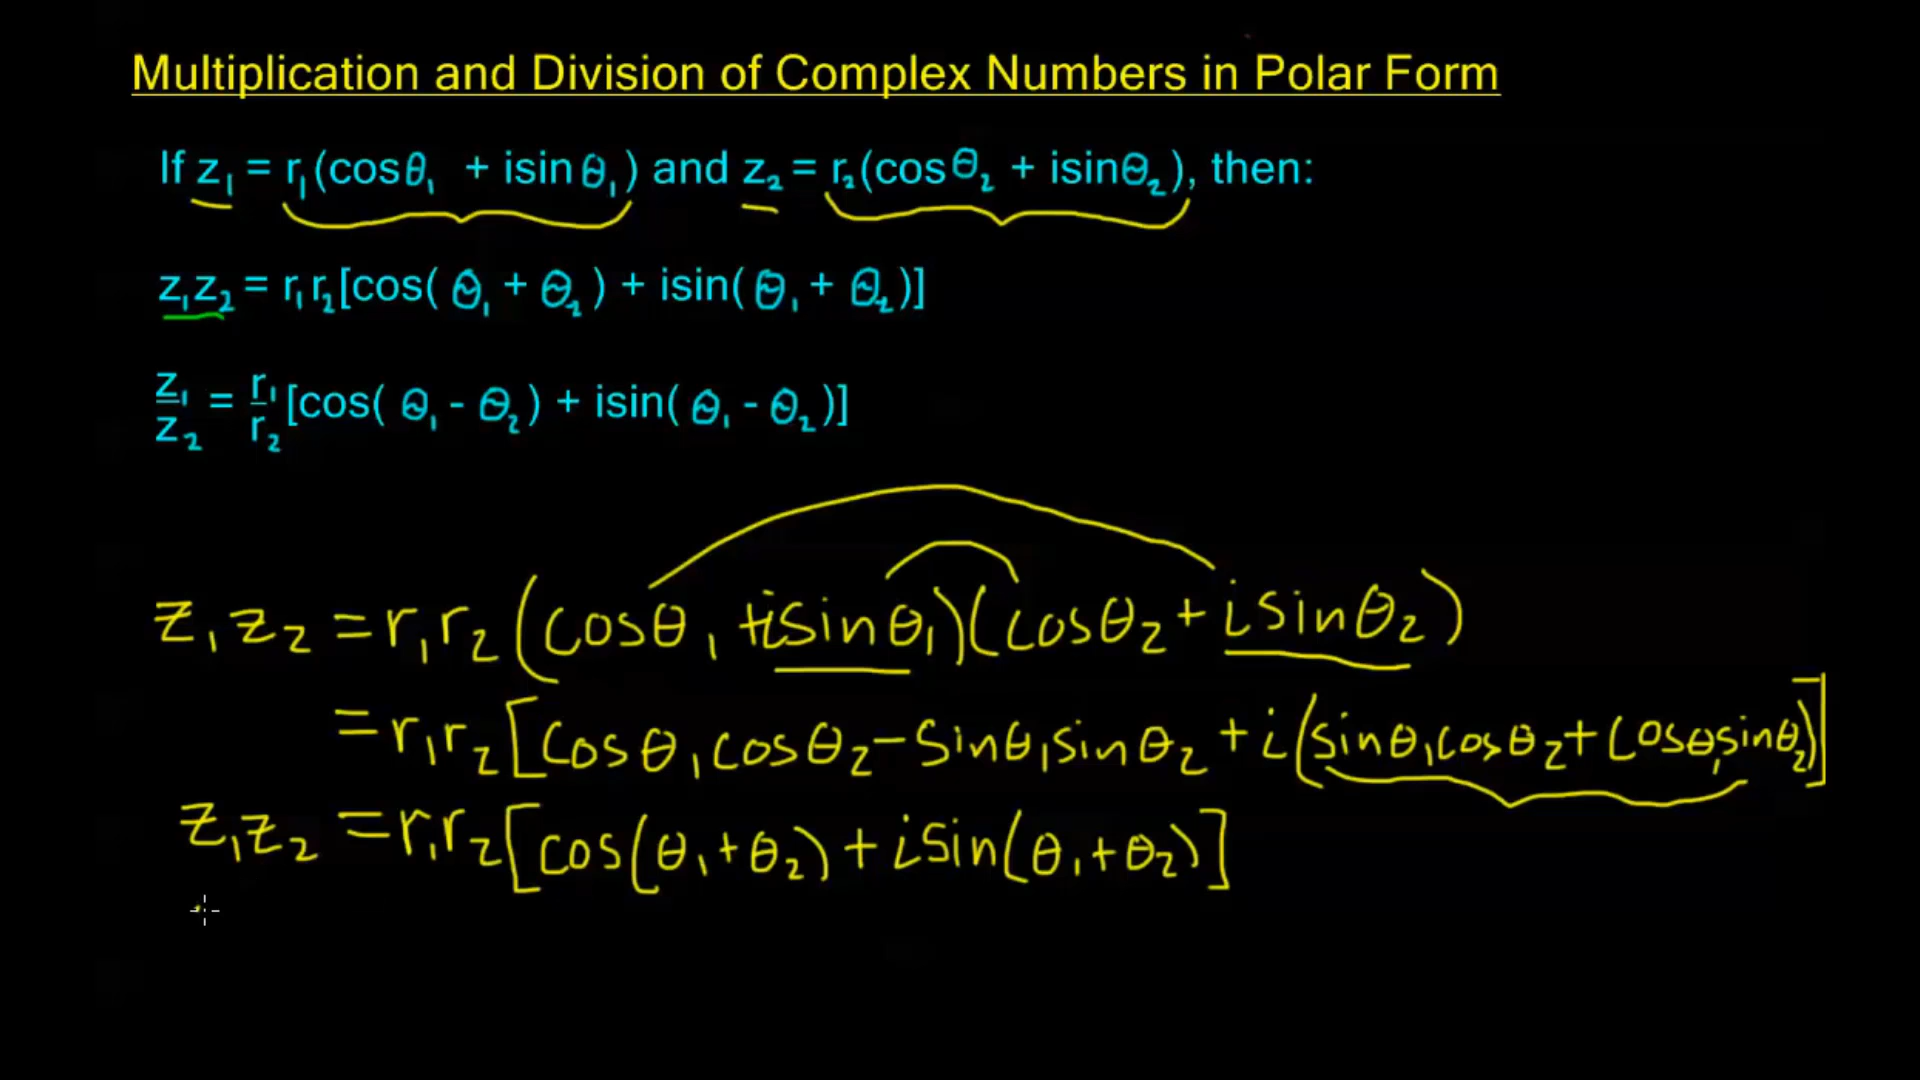 Multiplication and Division of Complex Numbers in Polar Form
If z₁ = r₁(cosθ₁ + isinθ₁) and z₂ = r₂(cosθ₂ + isinθ₂), then:
z₁z₂ = r₁r₂[cos(θ₁ + θ₂) + isin(θ₁ + θ₂)]
z₁/z₂ = r₁/r₂ [cos(θ₁ - θ₂) + isin(θ₁ - θ₂)]
z₁z₂ = r₁r₂(cosθ₁ + isinθ₁)(cosθ₂ + isinθ₂)
= r₁r₂[cosθ₁cosθ₂ - sinθ₁sinθ₂ + i(sinθ₁cosθ₂ + cosθ₁sinθ₂)]
z₁z₂ = r₁r₂[cos(θ₁+θ₂) + isin(θ₁+θ₂)]